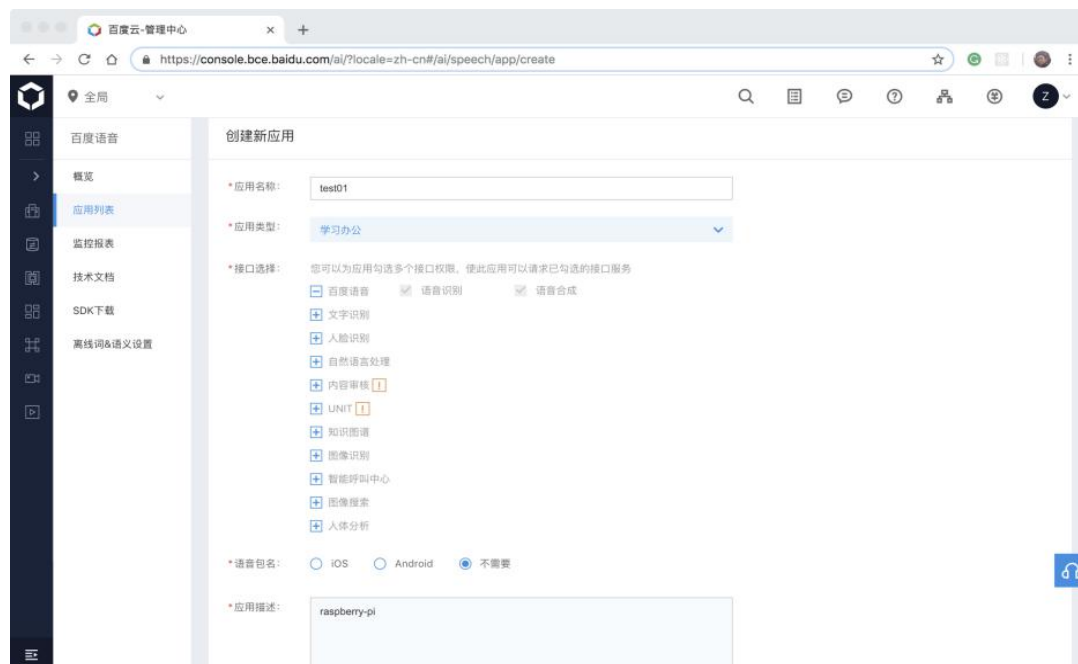 百度云-管理中心
https://console.bce.baidu.com/ai/?locale=zh-cn#/ai/speech/app/create
全局
Z
百度语音
概览
应用列表
监控报表
技术文档
SDK下载
离线词&语义设置
创建新应用
*应用名称: test01
*应用类型: 学习办公
*接口选择: 您可以为应用勾选多个接口权限,使此应用可以请求已勾选的接口服务
百度语音 语音识别 语音合成
文字识别
人脸识别
自然语言处理
内容审核 !
UNIT !
知识图谱
图像识别
智能呼叫中心
图像搜索
人体分析
*语音包名: iOS Android 不需要
*应用描述: raspberry-pi